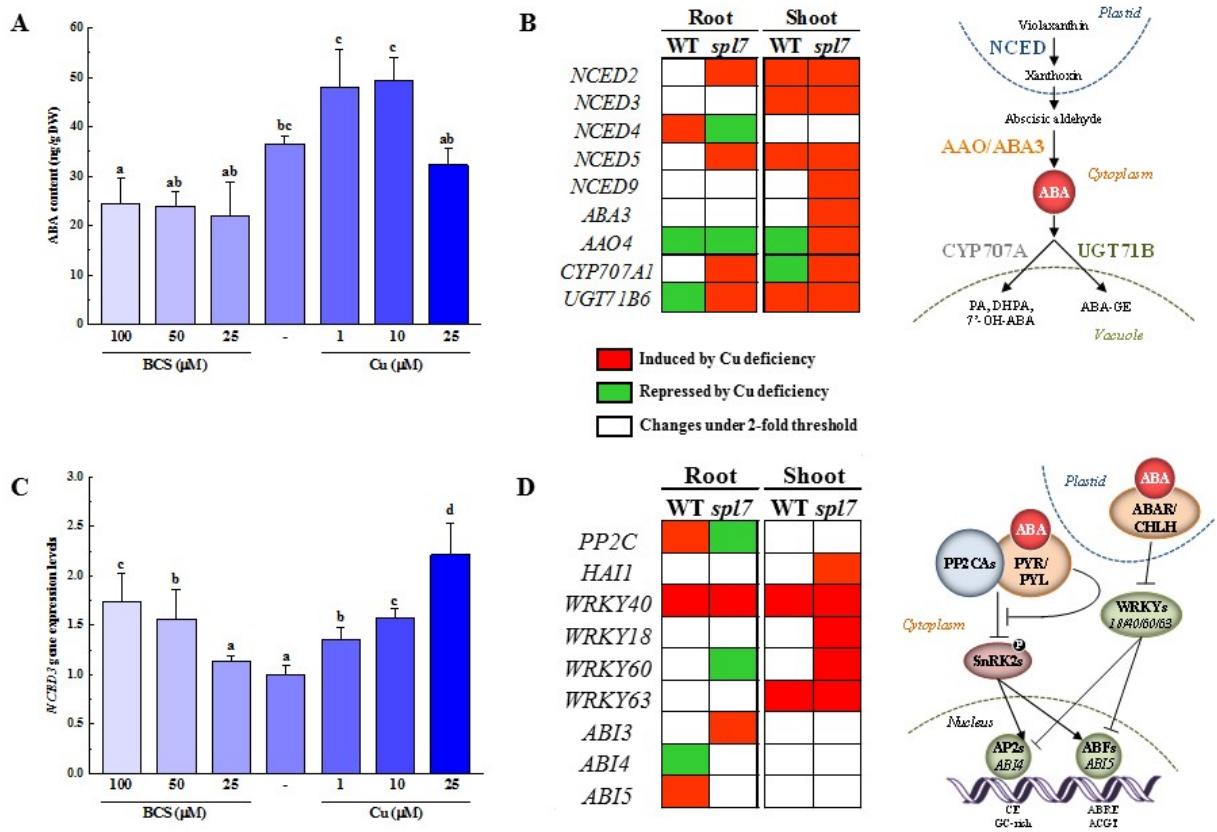 A
ABA content (ng/g DW)
60
50
40
30
20
10
0
a
ab
ab
bc
c
c
ab
100
50
25
-
1
10
25
BCS (µM)
Cu (µM)
B
Root
Shoot
WT spl7
WT spl7
NCED2
NCED3
NCED4
NCED5
NCED9
ABA3
AAO4
CYP707A1
UGT71B6
Induced by Cu deficiency
Repressed by Cu deficiency
Changes under 2-fold threshold
Violaxanthin
Plastid
NCED
Xanthoxin
Abscisic aldehyde
AAO/ABA3
Cytoplasm
ABA
CYP707A
UGT71B
PA, DHPA,
7'-OH-ABA
ABA-GE
Vacuole
C
NCED3 gene expression levels
3.0
2.5
2.0
1.5
1.0
0.5
0.0
c
b
a
a
b
c
d
100
50
25
-
1
10
25
BCS (µM)
Cu (µM)
D
Root
Shoot
WT spl7
WT spl7
PP2C
HAI1
WRKY40
WRKY18
WRKY60
WRKY63
ABI3
ABI4
ABI5
Plastid
ABA
ABAR/
CHLH
ABA
PP2CAs
PYR/
PYL
Cytoplasm
WRKYs
18/40/60/63
P
SnRK2s
Nucleus
AP2s
ABI4
ABFs
ABI5
CE
GC-rich
ABRE
ACGT